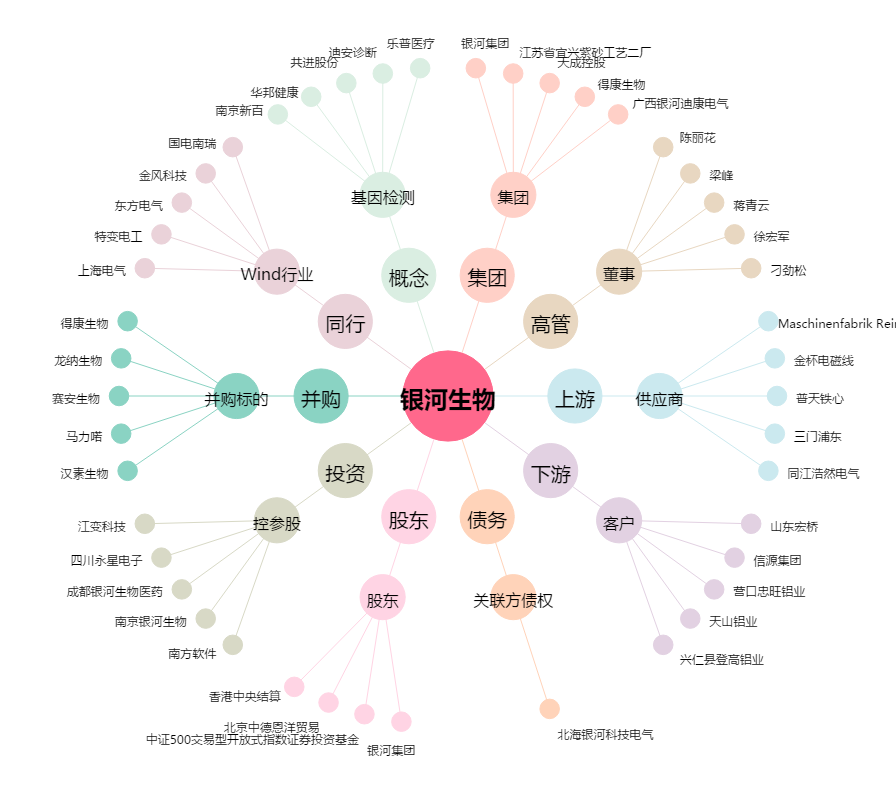 银河生物
集团
集团
银河集团
江苏省宜兴紫砂工艺二厂
天成控股
得康生物
广西银河迪康电气
高管
董事
陈丽花
梁峰
蒋青云
徐宏军
刁劲松
上游
供应商
Maschinenfabrik Rein
金杯电磁线
普天铁心
三门浦东
同江浩然电气
下游
客户
山东宏桥
信源集团
营口忠旺铝业
天山铝业
兴仁县登高铝业
债务
关联方债权
北海银河科技电气
股东
股东
银河集团
中证500交易型开放式指数证券投资基金
北京中德恩洋贸易
香港中央结算
投资
控参股
南方软件
南京银河生物
成都银河生物医药
四川永星电子
江变科技
并购
并购标的
汉素生物
马力喏
赛安生物
龙纳生物
得康生物
同行
Wind行业
上海电气
特变电工
东方电气
金风科技
国电南瑞
概念
基因检测
南京新百
华邦健康
共进股份
迪安诊断
乐普医疗